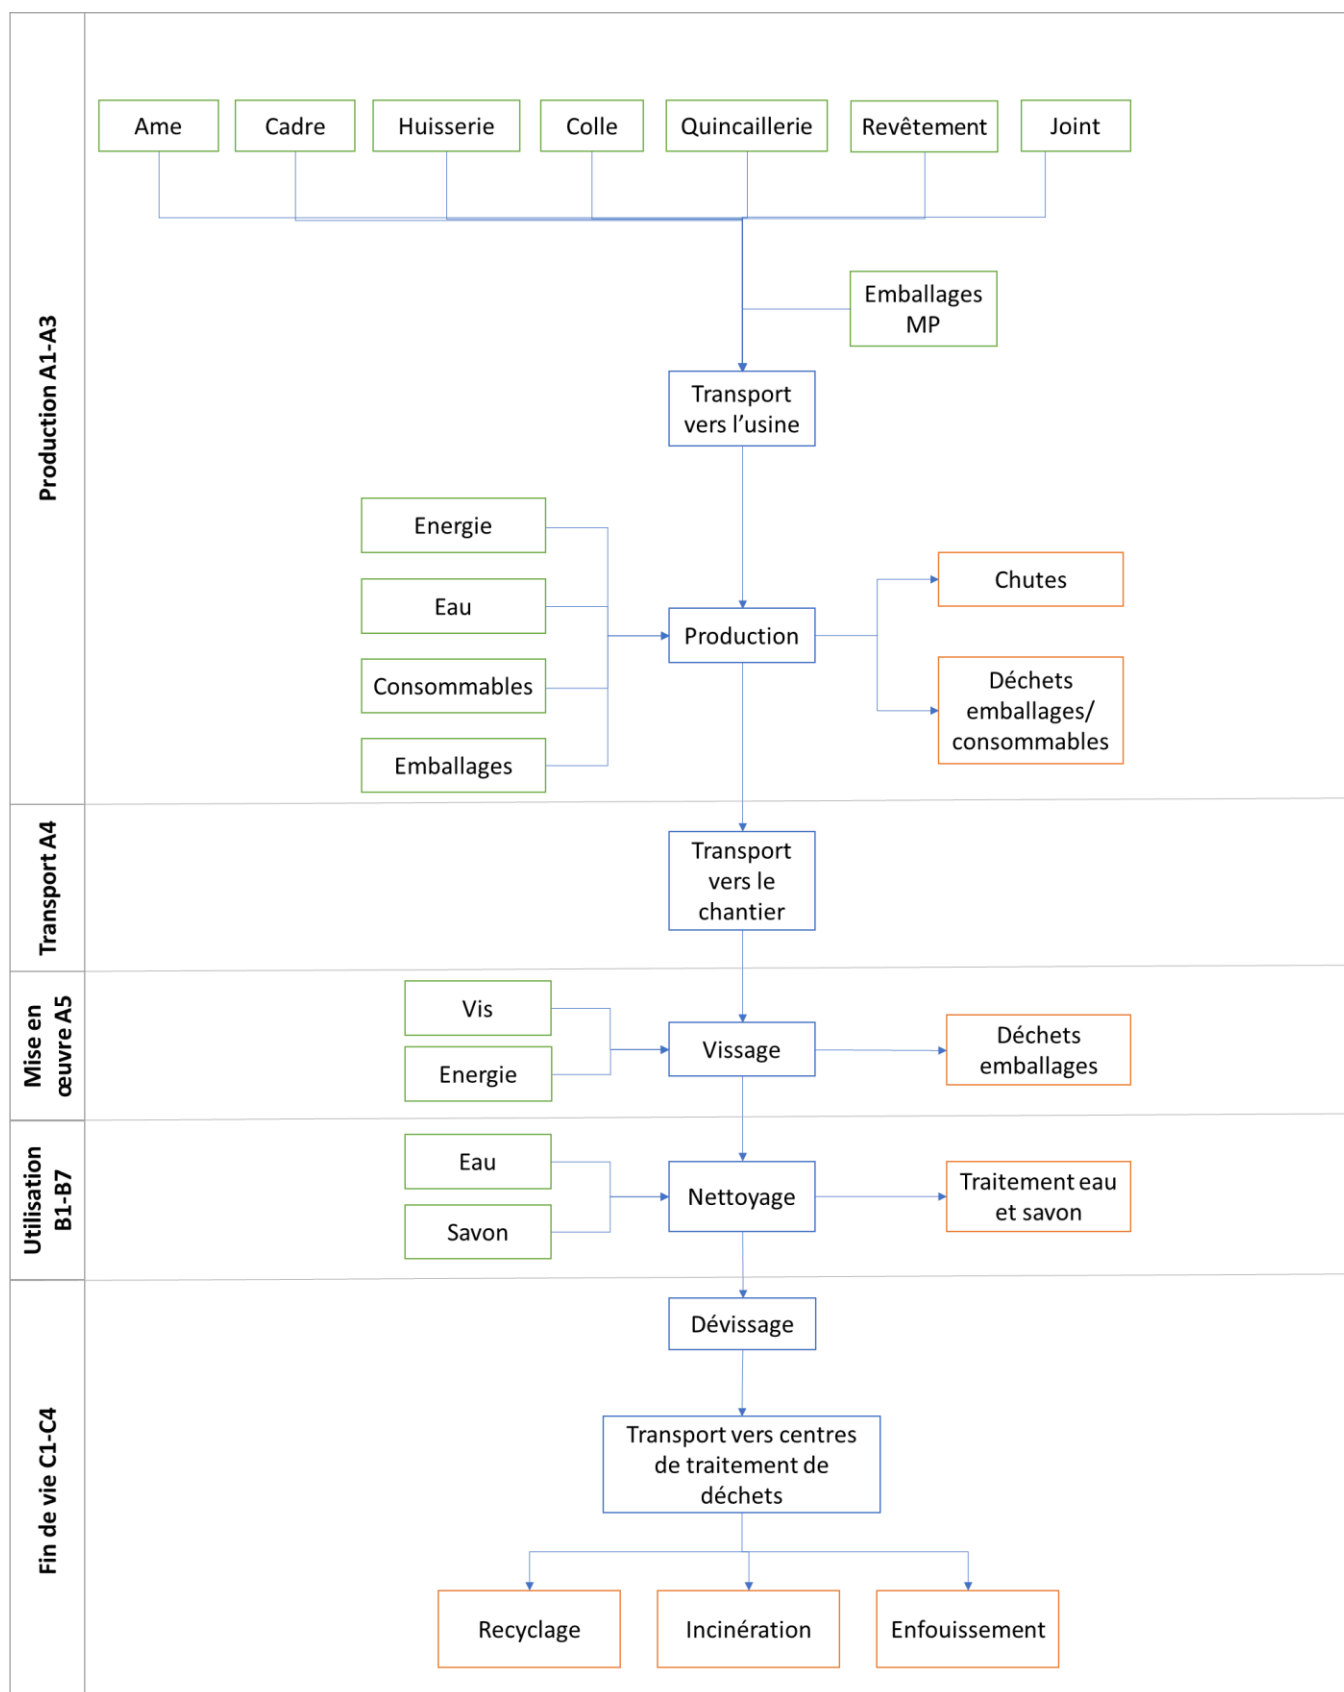 Production A1-A3
Ame
Cadre
Huisserie
Colle
Quincaillerie
Revêtement
Joint
Emballages
MP
Transport
vers l'usine
Energie
Eau
Consommables
Emballages
Production
Chutes
Déchets
emballages/
consommables
Transport A4
Transport
vers le
chantier
Mise en
œuvre A5
Vis
Energie
Vissage
Déchets
emballages
Utilisation
B1-B7
Eau
Savon
Nettoyage
Traitement eau
et savon
Fin de vie C1-C4
Dévissage
Transport vers centres
de traitement de
déchets
Recyclage
Incinération
Enfouissement